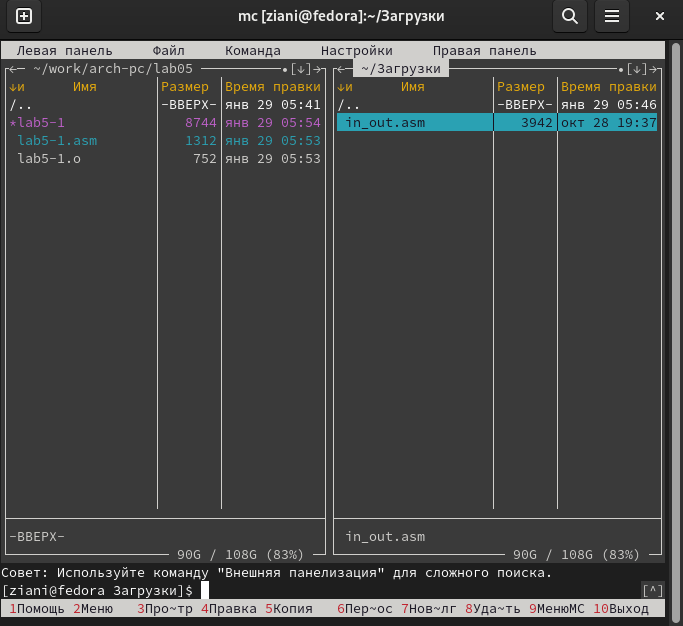 mc [ziani@fedora]:~/Загрузки
Левая панель Файл Команда Настройки Правая панель
~/work/arch-pc/lab05 •[↓] ~/Загрузки •[↓]
↓и Имя Размер Время правки ↓и Имя Размер Время правки
/.. -ВВЕРХ- янв 29 05:41 /.. -ВВЕРХ- янв 29 05:46
*lab5-1 8744 янв 29 05:54 in_out.asm 3942 окт 28 19:37
lab5-1.asm 1312 янв 29 05:53
lab5-1.o 752 янв 29 05:53
-ВВЕРХ- in_out.asm
90G / 108G (83%) 90G / 108G (83%)
Совет: Используйте команду "Внешняя панелизация" для сложного поиска.
[ziani@fedora Загрузки]$ [^]
1Помощь 2Меню 3Про~тр 4Правка 5Копия 6Пер~ос 7Нов~лг 8Уда~ть 9МенюMC 10Выход